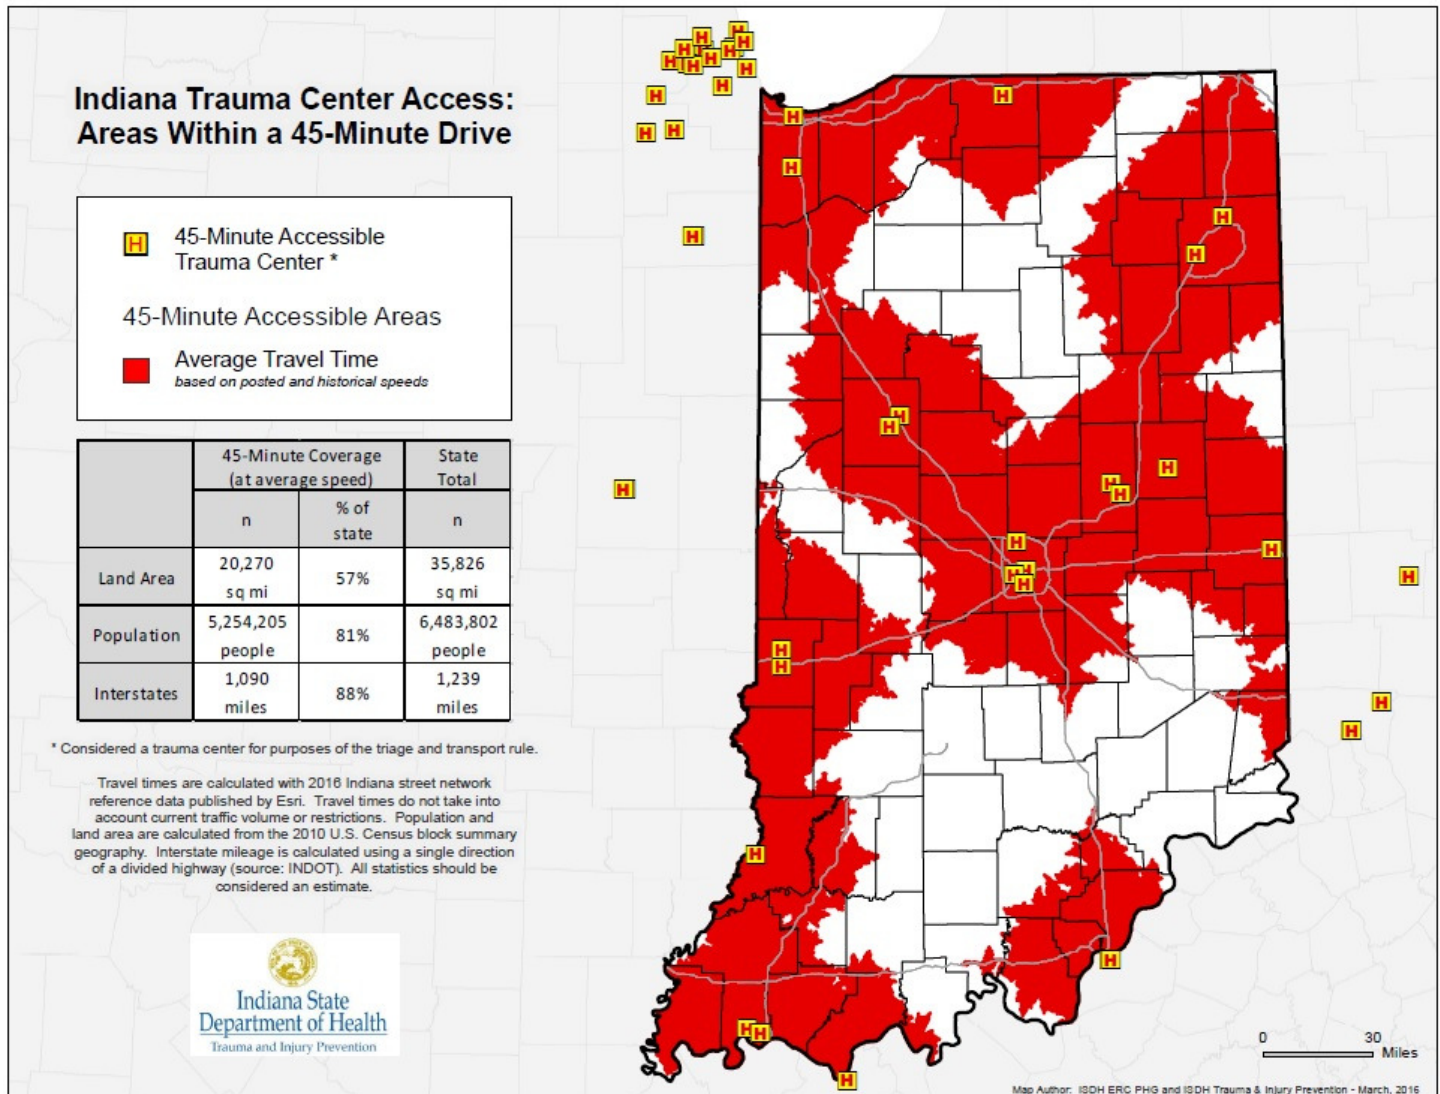 Indiana Trauma Center Access:
Areas Within a 45-Minute Drive
H 45-Minute Accessible
Trauma Center *
45-Minute Accessible Areas
Average Travel Time
based on posted and historical speeds
45-Minute Coverage
(at average speed)
State
Total
n
% of
state
n
Land Area
20,270
sq mi
57%
35,826
sq mi
Population
5,254,205
people
81%
6,483,802
people
Interstates
1,090
miles
88%
1,239
miles
* Considered a trauma center for purposes of the triage and transport rule.
Travel times are calculated with 2016 Indiana street network
reference data published by Esri. Travel times do not take into
account current traffic volume or restrictions. Population and
land area are calculated from the 2010 U.S. Census block summary
geography. Interstate mileage is calculated using a single direction
of a divided highway (source: INDOT). All statistics should be
considered an estimate.
Indiana State
Department of Health
Trauma and Injury Prevention
0 30
Miles
Map Author: ISDH ERC PHG and ISDH Trauma & Injury Prevention - March, 2016